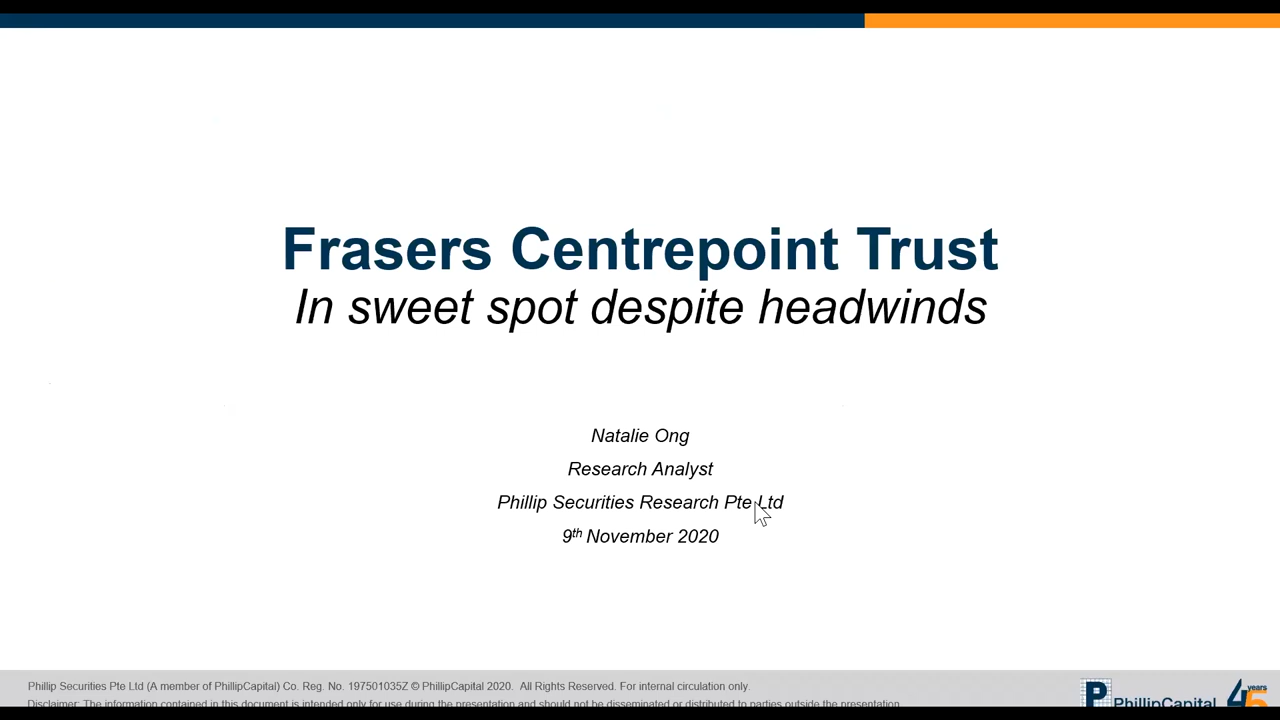 Frasers Centrepoint Trust
In sweet spot despite headwinds
Natalie Ong
Research Analyst
Phillip Securities Research Pte Ltd
9th November 2020
Phillip Securities Pte Ltd (A member of PhillipCapital) Co. Reg. No. 197501035Z © PhillipCapital 2020. All Rights Reserved. For internal circulation only.
Disclaimer: The information contained in this document is intended only for use during the presentation and should not be disseminated or distributed to parties outside the presentation.
P PhillipCapital
45 years